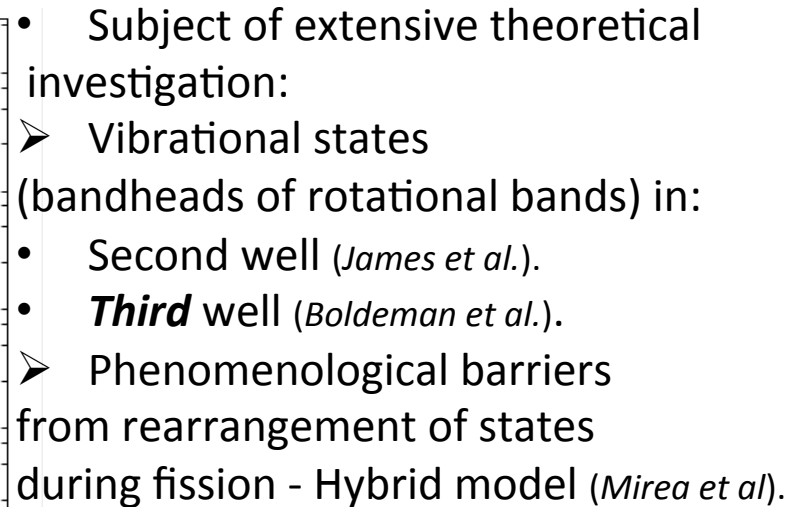 • Subject of extensive theoretical
investigation:
➢ Vibrational states
(bandheads of rotational bands) in:
• Second well (James et al.).
• Third well (Boldeman et al.).
➢ Phenomenological barriers
from rearrangement of states
during fission - Hybrid model (Mirea et al).